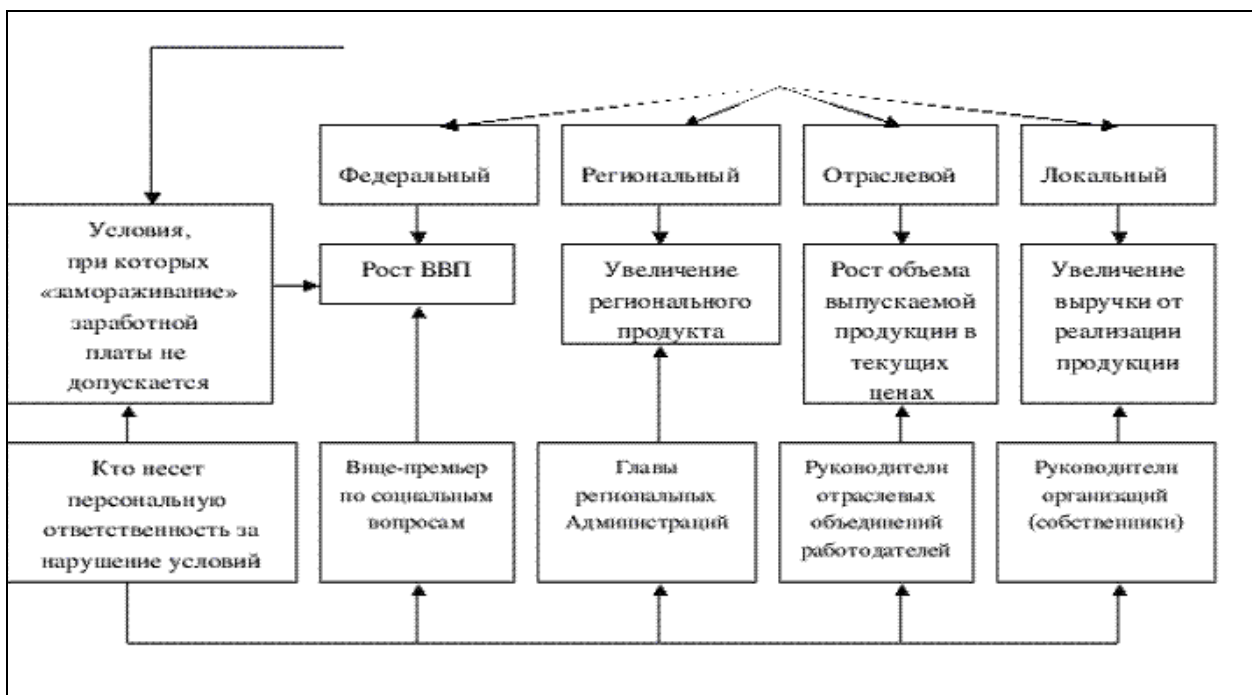 Федеральный
Региональный
Отраслевой
Локальный
Условия,
при которых
«замораживание»
заработной
платы не
допускается
Рост ВВП
Увеличение
регионального
продукта
Рост объема
выпускаемой
продукции в
текущих
ценах
Увеличение
выручки от
реализации
продукции
Кто несет
персональную
ответственность за
нарушение условий
Вице-премьер
по социальным
вопросам
Главы
региональных
Администраций
Руководители
отраслевых
объединений
работодателей
Руководители
организаций
(собственники)